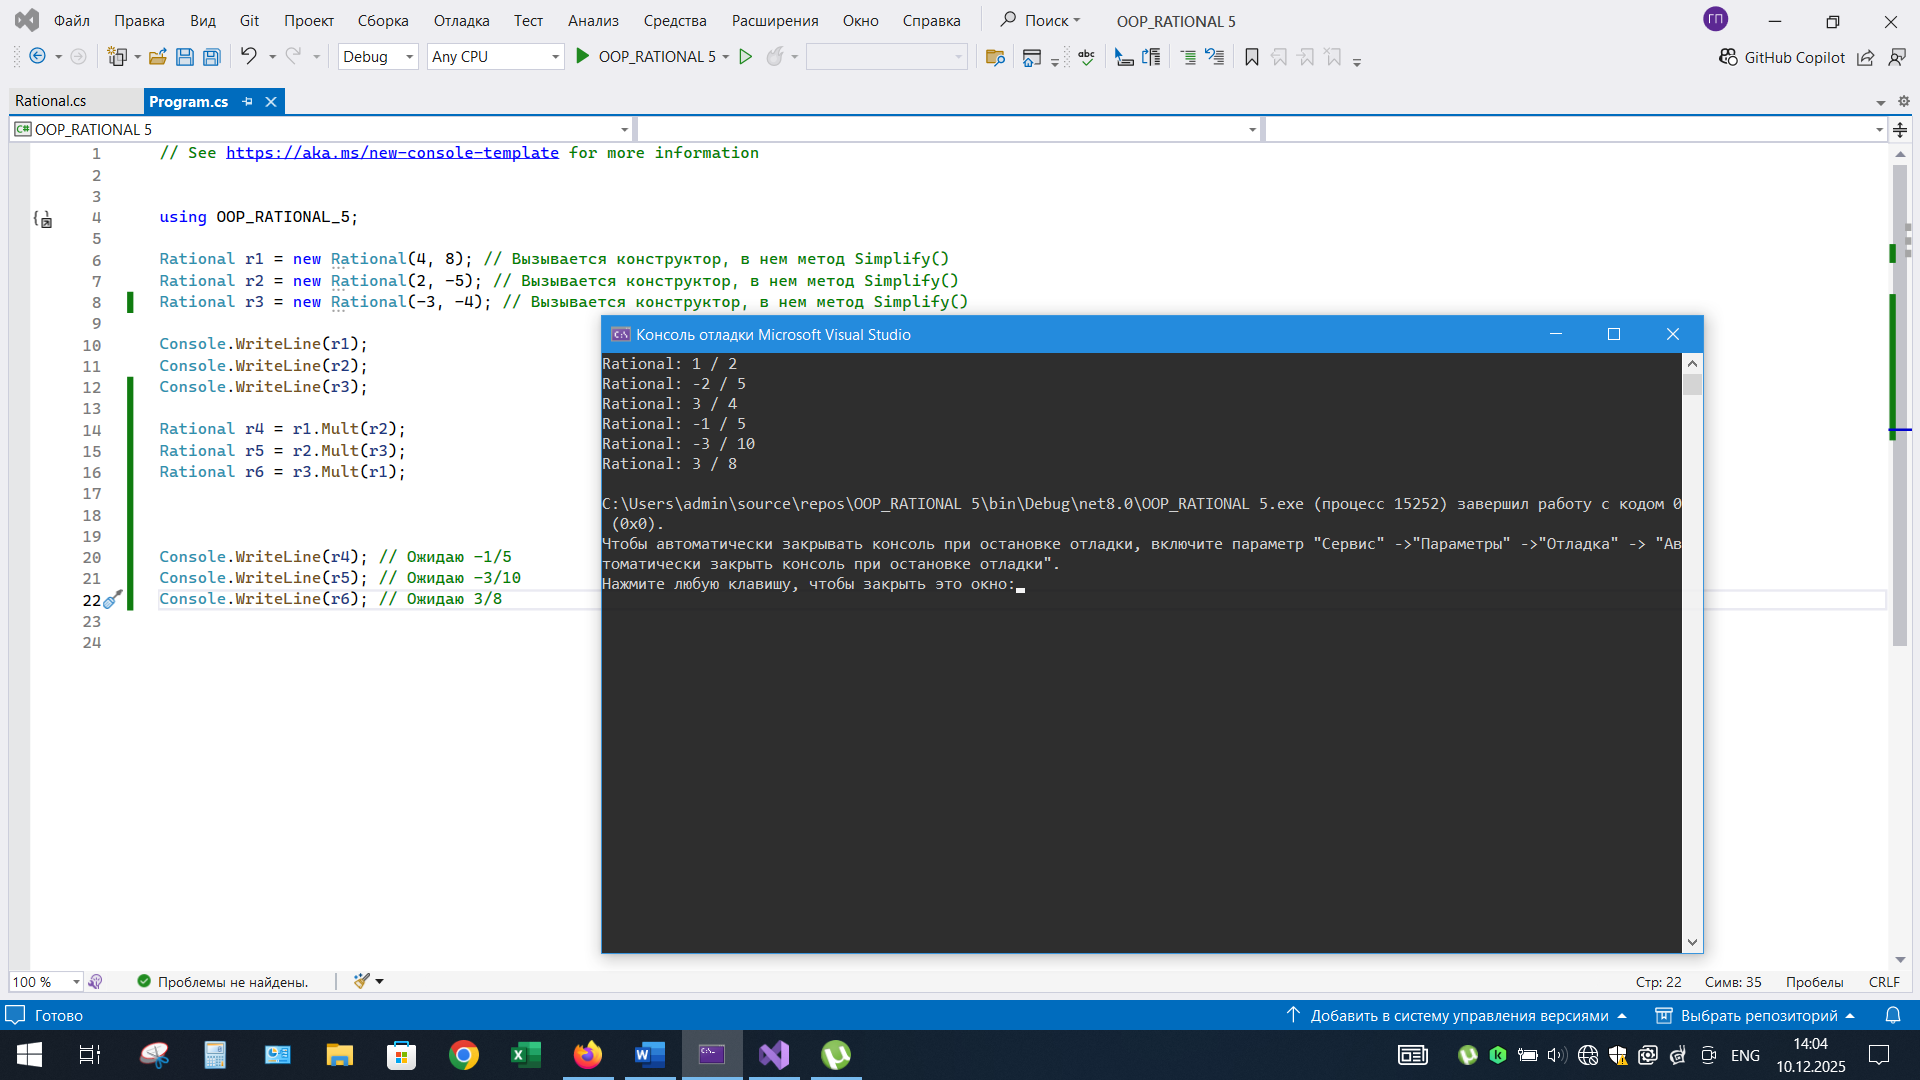 Файл Правка Вид Git Проект Сборка Отладка Тест Анализ Средства Расширения Окно Справка Поиск OOP_RATIONAL 5 ГП
Debug Any CPU OOP_RATIONAL 5 GitHub Copilot
Rational.cs Program.cs
C# OOP_RATIONAL 5
1 // See https://aka.ms/new-console-template for more information
2
3
4 using OOP_RATIONAL_5;
5
6 Rational r1 = new Rational(4, 8); // Вызывается конструктор, в нем метод Simplify()
7 Rational r2 = new Rational(2, -5); // Вызывается конструктор, в нем метод Simplify()
8 Rational r3 = new Rational(-3, -4); // Вызывается конструктор, в нем метод Simplify()
9
10 Console.WriteLine(r1);
11 Console.WriteLine(r2);
12 Console.WriteLine(r3);
13
14 Rational r4 = r1.Mult(r2);
15 Rational r5 = r2.Mult(r3);
16 Rational r6 = r3.Mult(r1);
17
18
19
20 Console.WriteLine(r4); // Ожидаю -1/5
21 Console.WriteLine(r5); // Ожидаю -3/10
22 Console.WriteLine(r6); // Ожидаю 3/8
23
24
Консоль отладки Microsoft Visual Studio
Rational: 1 / 2
Rational: -2 / 5
Rational: 3 / 4
Rational: -1 / 5
Rational: -3 / 10
Rational: 3 / 8
C:\Users\admin\source\repos\OOP_RATIONAL 5\bin\Debug\net8.0\OOP_RATIONAL 5.exe (процесс 15252) завершил работу с кодом 0
(0x0).
Чтобы автоматически закрывать консоль при остановке отладки, включите параметр "Сервис" ->"Параметры" ->"Отладка" -> "Ав
томатически закрыть консоль при остановке отладки".
Нажмите любую клавишу, чтобы закрыть это окно:
100 % Проблемы не найдены. Стр: 22 Симв: 35 Пробелы CRLF
Готово Добавить в систему управления версиями Выбрать репозиторий
ENG 14:04
10.12.2025